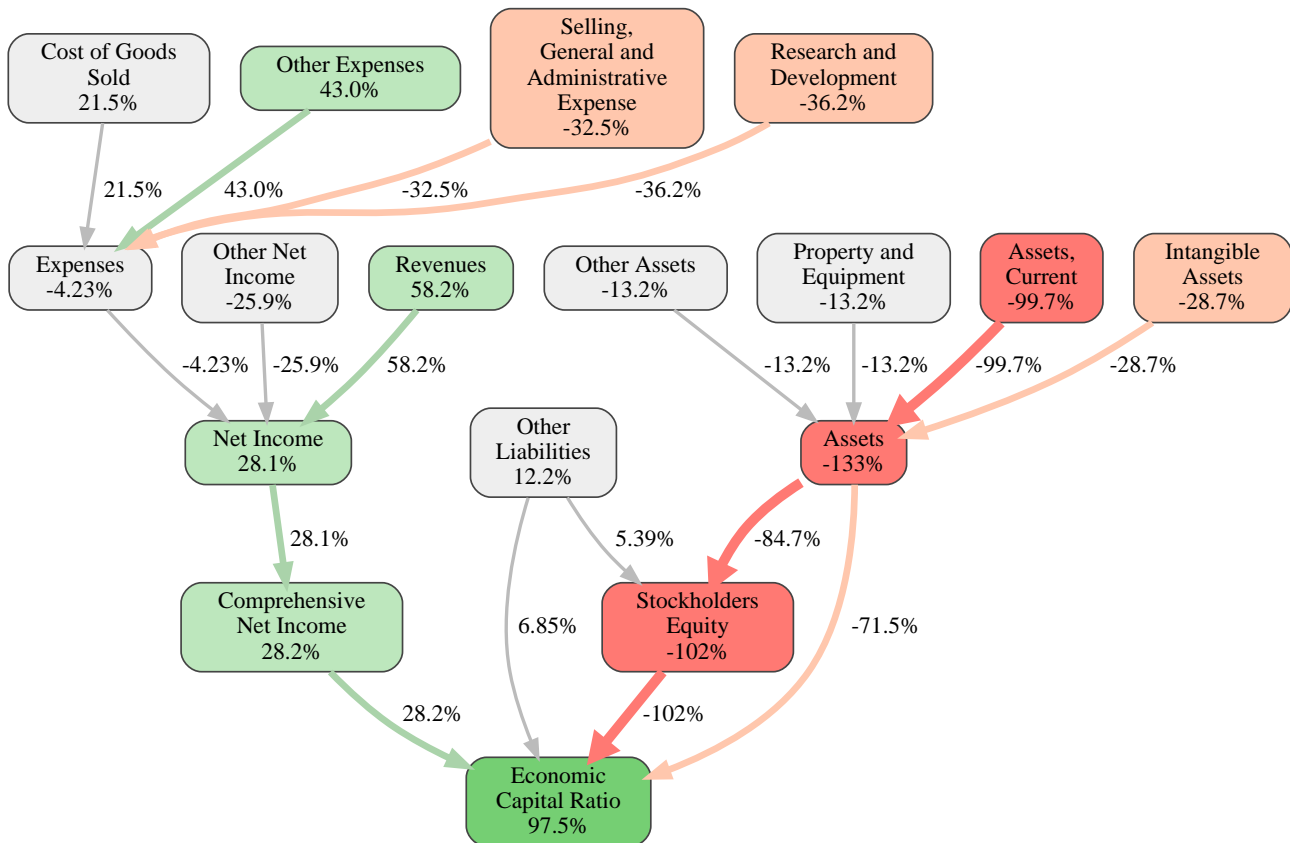 Cost of Goods
Sold
21.5%
Other Expenses
43.0%
Selling,
General and
Administrative
Expense
-32.5%
Research and
Development
-36.2%
21.5%
43.0%
-32.5%
-36.2%
Expenses
-4.23%
Other Net
Income
-25.9%
Revenues
58.2%
Other Assets
-13.2%
Property and
Equipment
-13.2%
Assets,
Current
-99.7%
Intangible
Assets
-28.7%
-4.23%
-25.9%
58.2%
-13.2%
-13.2%
-99.7%
-28.7%
Net Income
28.1%
Other
Liabilities
12.2%
Assets
-133%
28.1%
5.39%
-84.7%
Comprehensive
Net Income
28.2%
6.85%
Stockholders
Equity
-102%
-71.5%
28.2%
-102%
Economic
Capital Ratio
97.5%